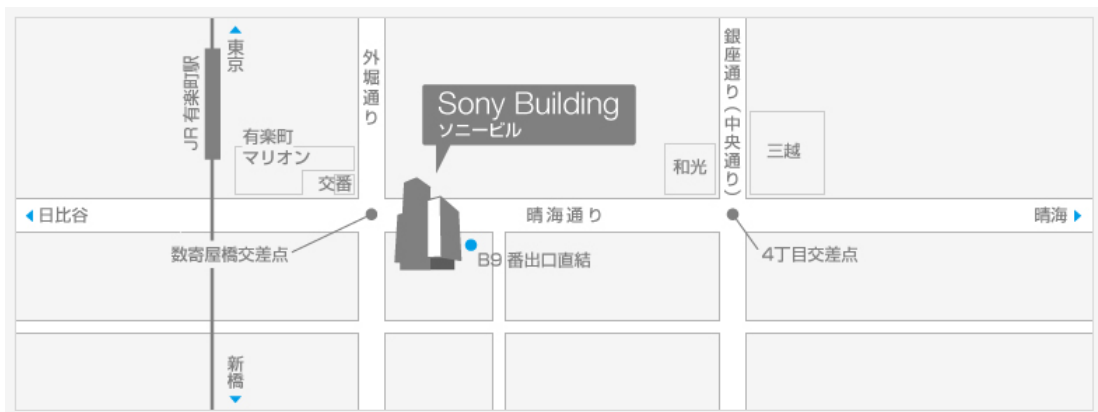 東京
JR 有楽町駅
外堀通り
銀座通り(中央通り)
Sony Building
ソニービル
有楽町
マリオン
交番
和光
三越
日比谷
晴海通り
晴海
数寄屋橋交差点
B9 番出口直結
4丁目交差点
新橋